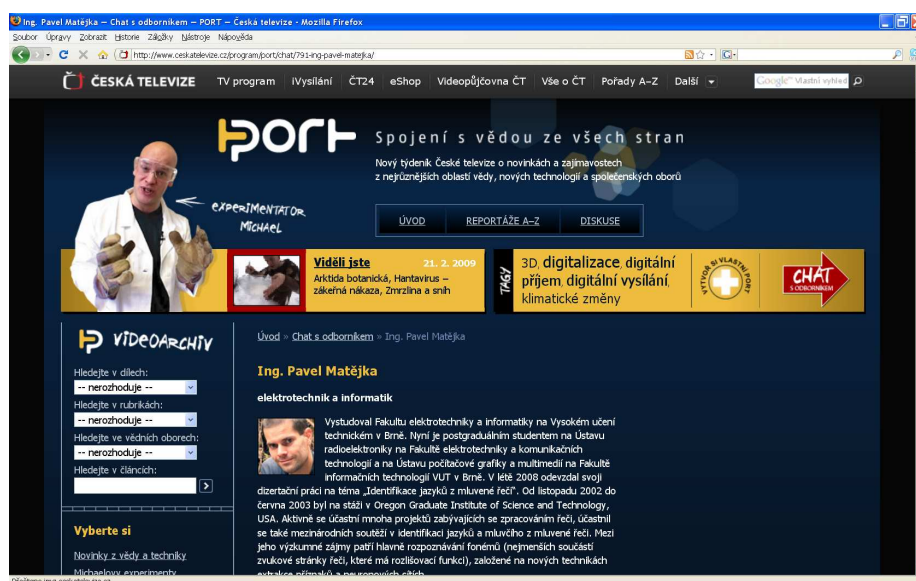 Ing. Pavel Matějka — Chat s odborníkem — PORT — Česká televize - Mozilla Firefox
Soubor Úpravy Zobrazit Historie Záložky Nástroje Nápověda
http://www.ceskatelevize.cz/program/port/chat/791-ing-pavel-matejka/
ČESKÁ TELEVIZE TV program iVysílání ČT24 eShop Videopůjčovna ČT Vše o ČT Pořady A–Z Další Google™ Vlastní vyhled
PORT Spojení s vědou ze všech stran
Nový týdeník České televize o novinkách a zajímavostech
z nejrůznějších oblastí vědy, nových technologií a společenských oborů
EXPERIMENTATOR
MICHAEL
ÚVOD REPORTÁŽE A–Z DISKUSE
Viděli jste 21. 2. 2009
Arktida botanická, Hantavirus –
zákeřná nákaza, Zmrzlina a sníh
TAGY
3D, digitalizace, digitální
příjem, digitální vysílání,
klimatické změny
VYTVOŘ SI VLASTNÍ PORT
CHAT
S ODBORNÍKEM
VIDEOARCHIV
Hledejte v dílech:
-- nerozhoduje --
Hledejte v rubrikách:
-- nerozhoduje --
Hledejte ve vědních oborech:
-- nerozhoduje --
Hledejte v článcích:
Vyberte si
Novinky z vědy a techniky
Michaelovy experimenty
Úvod » Chat s odborníkem » Ing. Pavel Matějka
Ing. Pavel Matějka
elektrotechnik a informatik
Vystudoval Fakultu elektrotechniky a informatiky na Vysokém učení
technickém v Brně. Nyní je postgraduálním studentem na Ústavu
radioelektroniky na Fakultě elektrotechniky a komunikačních
technologií a na Ústavu počítačové grafiky a multimedií na Fakultě
informačních technologií VUT v Brně. V létě 2008 odevzdal svoji
dizertační práci na téma „Identifikace jazyků z mluvené řeči“. Od listopadu 2002 do
června 2003 byl na stáži v Oregon Graduate Institute of Science and Technology,
USA. Aktivně se účastní mnoha projektů zabývajících se zpracováním řeči, účastnil
se také mezinárodních soutěží v identifikaci jazyků a mluvčího z mluvené řeči. Mezi
jeho výzkumné zájmy patří hlavně rozpoznávání fonémů (nejmenších součástí
zvukové stránky řeči, které má rozlišovací funkci), založené na nových technikách
extrakce příznaků a neuronových sítích.